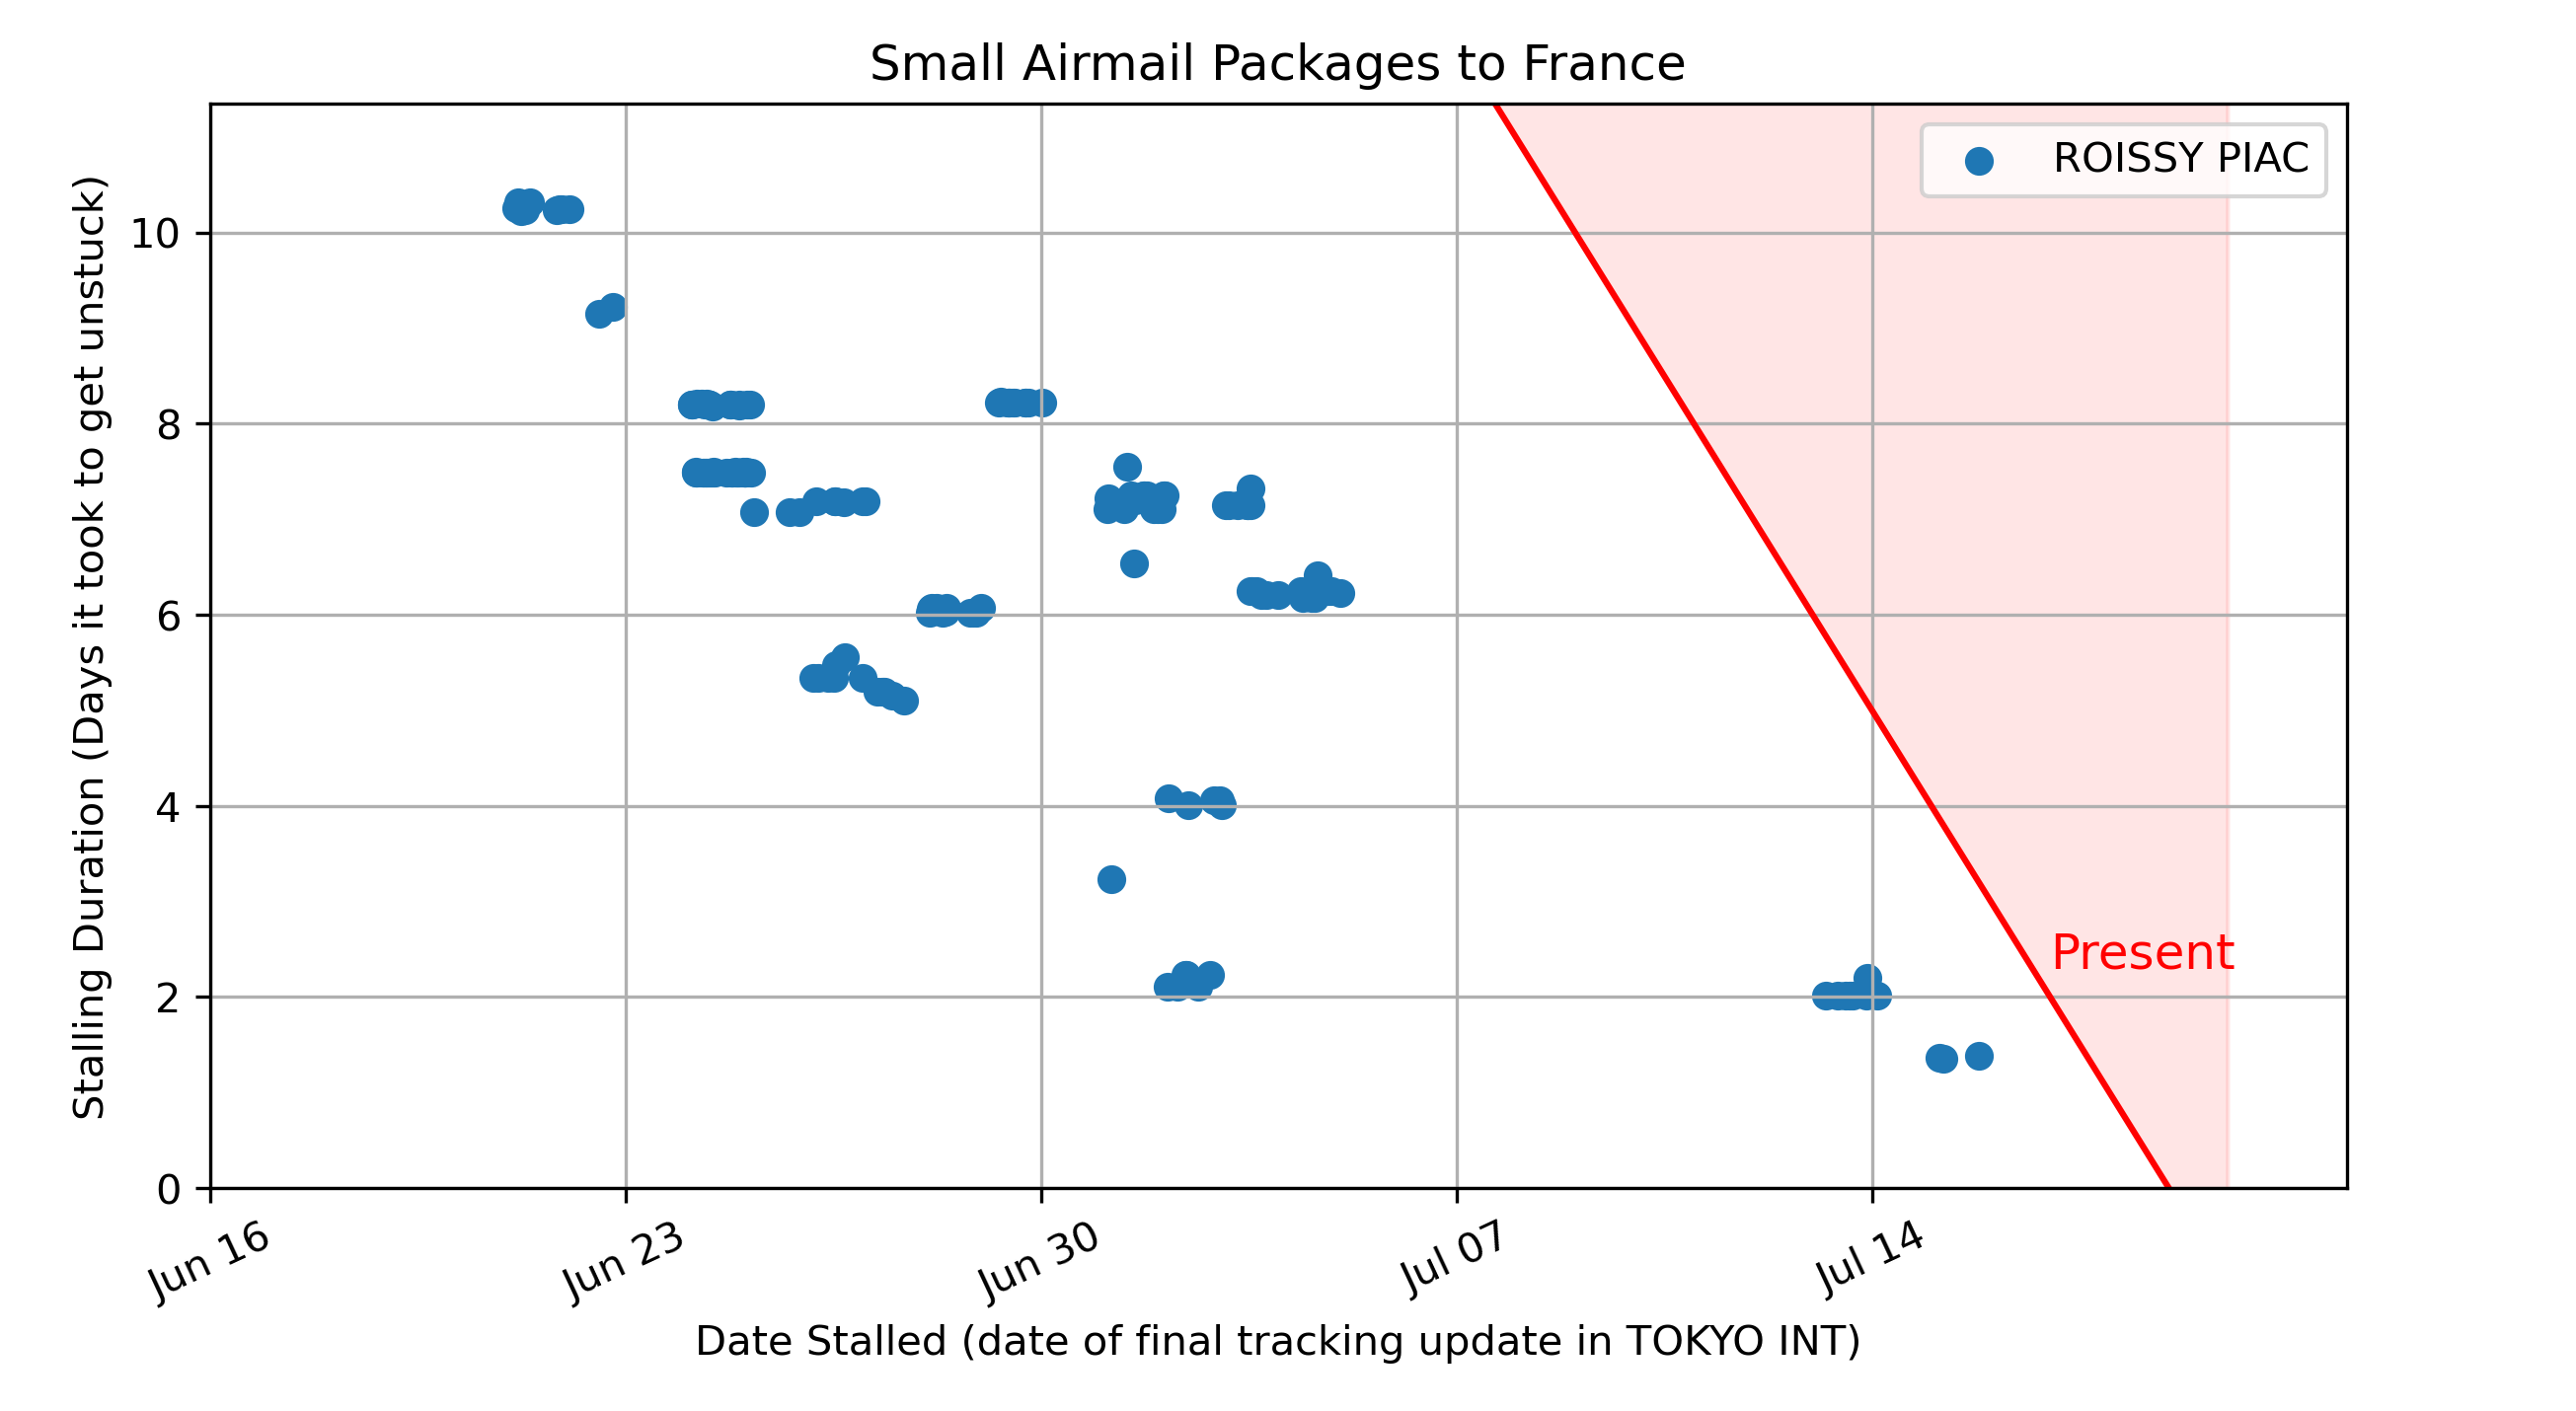 Small Airmail Packages to France
Stalling Duration (Days it took to get unstuck)
10
8
6
4
2
0
ROISSY PIAC
Present
Jun 16
Jun 23
Jun 30
Jul 07
Jul 14
Date Stalled (date of final tracking update in TOKYO INT)